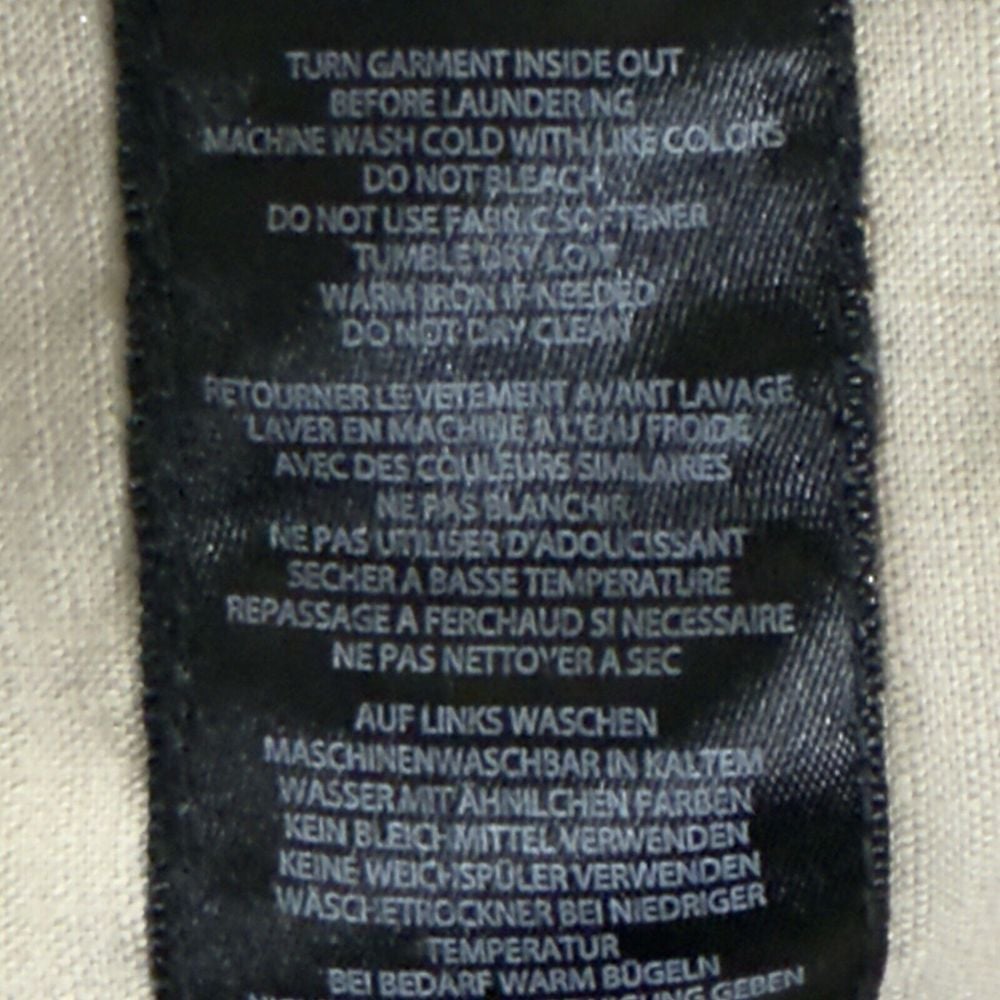 TURN GARMENT INSIDE OUT
BEFORE LAUNDERING
MACHINE WASH COLD WITH LIKE COLORS
DO NOT BLEACH
DO NOT USE FABRIC SOFTENER
TUMBLE DRY LOW
WARM IRON IF NEEDED
DO NOT DRY CLEAN
RETOURNER LE VETEMENT AVANT LAVAGE
LAVER EN MACHINE A L'EAU FROIDE
AVEC DES COULEURS SIMILAIRES
NE PAS BLANCHIR
NE PAS UTILISER D'ADOUCISSANT
SECHER A BASSE TEMPERATURE
REPASSAGE A FER CHAUD SI NECESSAIRE
NE PAS NETTOYER A SEC
AUF LINKS WASCHEN
MASCHINENWASCHBAR IN KALTEM
WASSER MIT ÄHNILCHEN FARBEN
KEIN BLEICHMITTEL VERWENDEN
KEINE WEICHSPÜLER VERWENDEN
WÄSCHETROCKNER BEI NIEDRIGER
TEMPERATUR
BEI BEDARF WARM BÜGELN
GEBEN